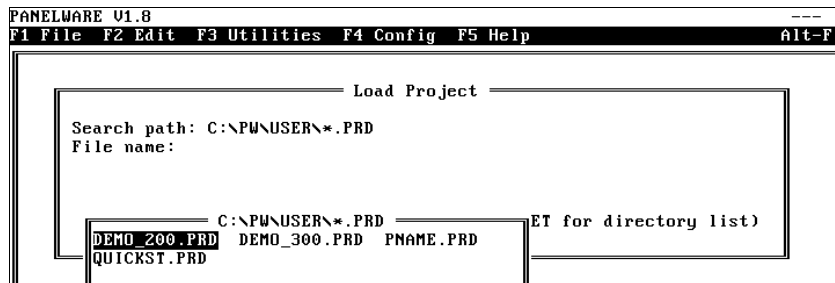 PANELWARE V1.8 ---
F1 File F2 Edit F3 Utilities F4 Config F5 Help Alt-F
Load Project
Search path: C:\PW\USER\*.PRD
File name:
C:\PW\USER\*.PRD ET for directory list)
DEMO_200.PRD DEMO_300.PRD PNAME.PRD
QUICKST.PRD